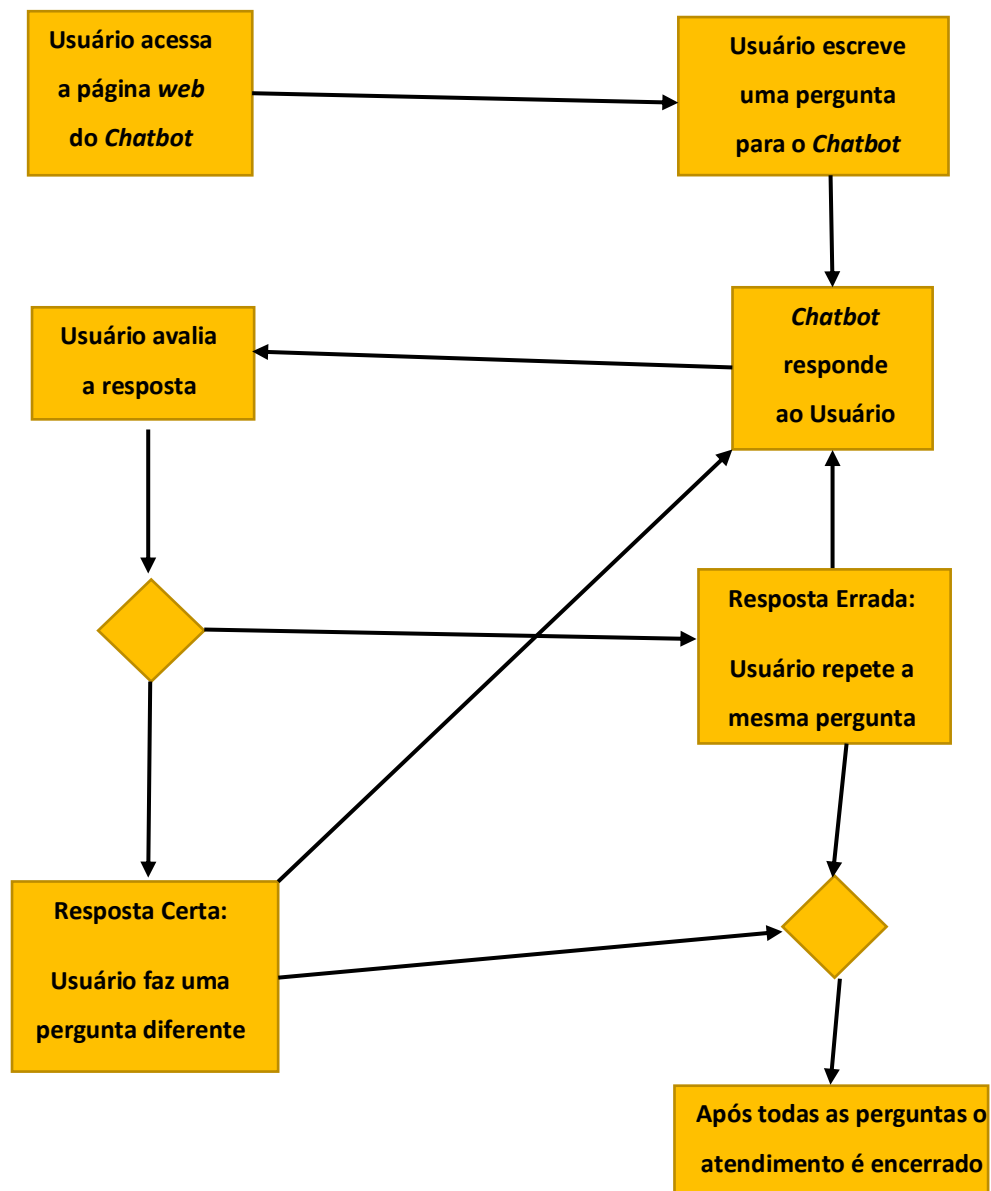 Usuário acessa
a página web
do Chatbot
Usuário escreve
uma pergunta
para o Chatbot
Chatbot
responde
ao Usuário
Usuário avalia
a resposta
Resposta Errada:
Usuário repete a
mesma pergunta
Resposta Certa:
Usuário faz uma
pergunta diferente
Após todas as perguntas o
atendimento é encerrado